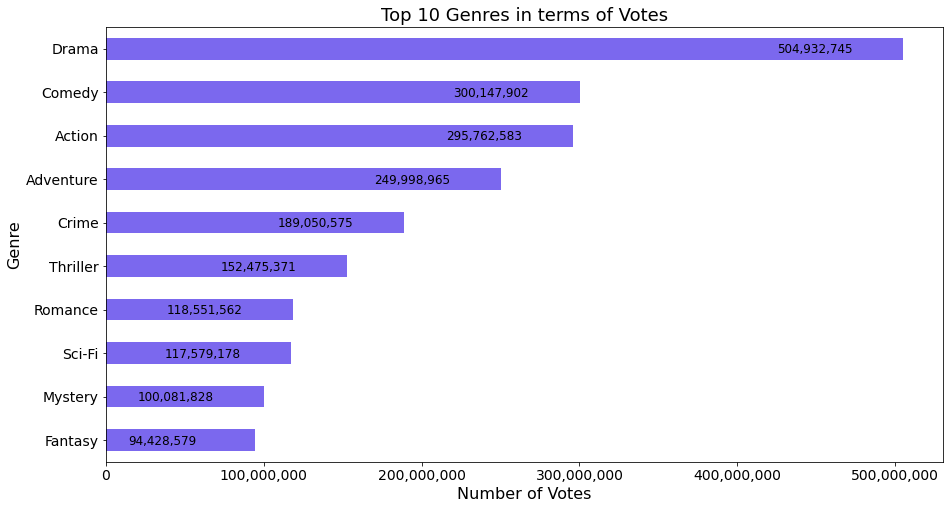 Top 10 Genres in terms of Votes
Genre
Drama 504,932,745
Comedy 300,147,902
Action 295,762,583
Adventure 249,998,965
Crime 189,050,575
Thriller 152,475,371
Romance 118,551,562
Sci-Fi 117,579,178
Mystery 100,081,828
Fantasy 94,428,579
0 100,000,000 200,000,000 300,000,000 400,000,000 500,000,000
Number of Votes